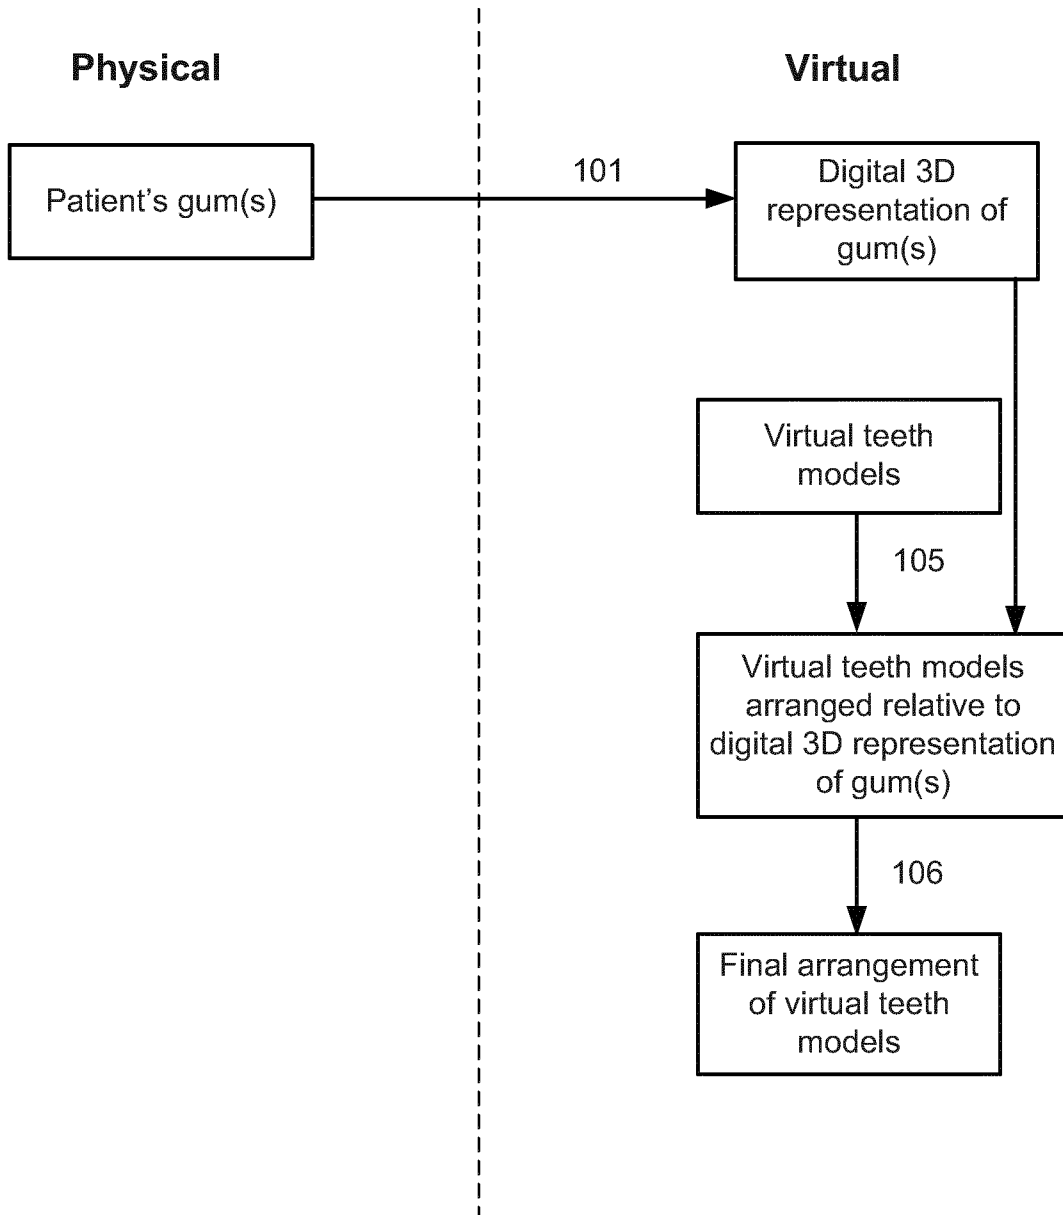 Physical
Virtual
Patient's gum(s)
101
Digital 3D
representation of
gum(s)
Virtual teeth
models
105
Virtual teeth models
arranged relative to
digital 3D representation
of gum(s)
106
Final arrangement
of virtual teeth
models